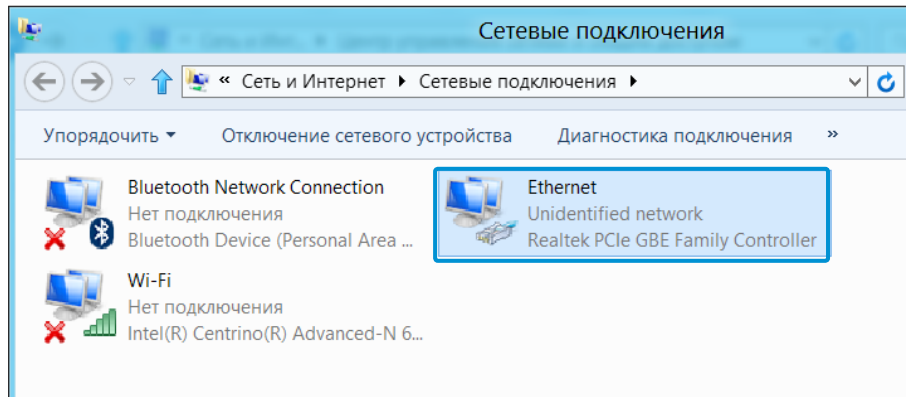 Сетевые подключения
« Сеть и Интернет ▸ Сетевые подключения ▸
Упорядочить ▾ Отключение сетевого устройства Диагностика подключения »
Bluetooth Network Connection
Нет подключения
Bluetooth Device (Personal Area ...
Ethernet
Unidentified network
Realtek PCIe GBE Family Controller
Wi-Fi
Нет подключения
Intel(R) Centrino(R) Advanced-N 6...